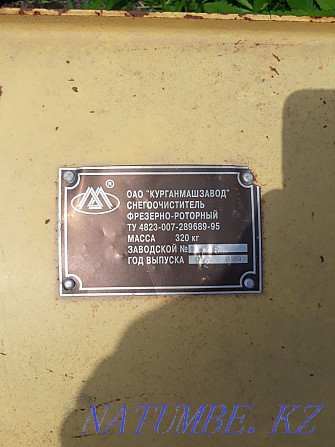 ОАО "КУРГАНМАШЗАВОД"
СНЕГООЧИСТИТЕЛЬ
ФРЕЗЕРНО-РОТОРНЫЙ
ТУ 4823-007-289689-95
МАССА 320 кг
ЗАВОДСКОЙ №
ГОД ВЫПУСКА
NATUMBE. KZ